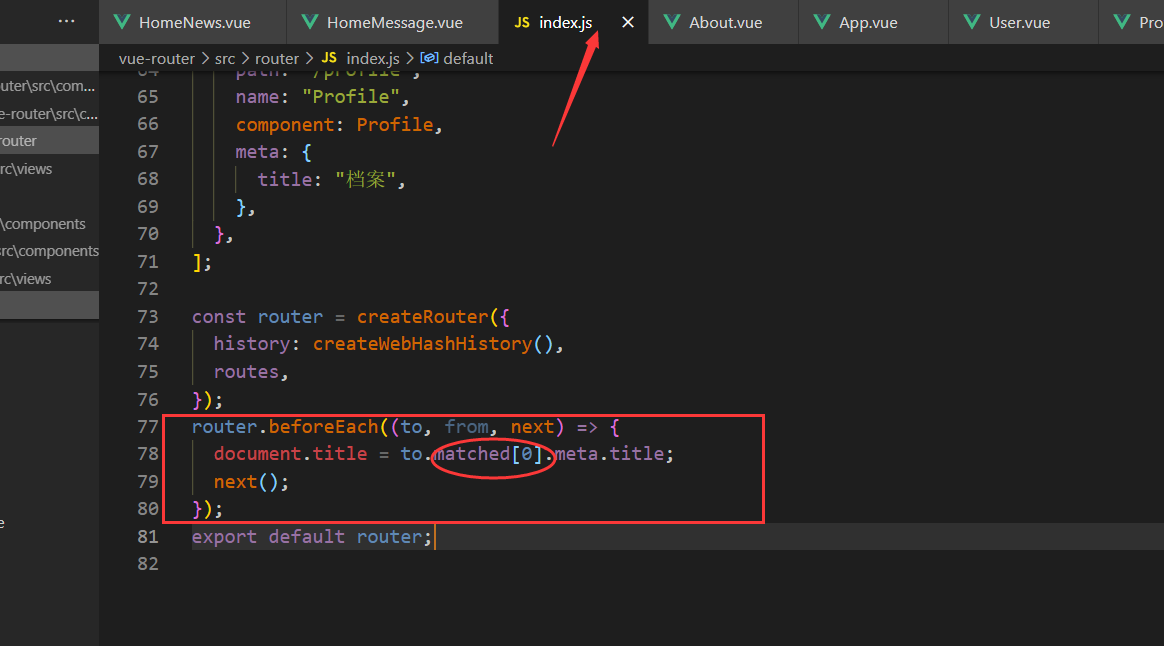 ... HomeNews.vue HomeMessage.vue JS index.js × About.vue App.vue User.vue Pro
vue-router > src > router > JS index.js > default
outer\src\com...
e-router\src\c...
router
rc\views
\components
src\components
rc\views
e
64 path: "/profile",
65 name: "Profile",
66 component: Profile,
67 meta: {
68 title: "档案",
69 },
70 },
71 ];
72
73 const router = createRouter({
74 history: createWebHashHistory(),
75 routes,
76 });
77 router.beforeEach((to, from, next) => {
78 document.title = to.matched[0].meta.title;
79 next();
80 });
81 export default router;
82